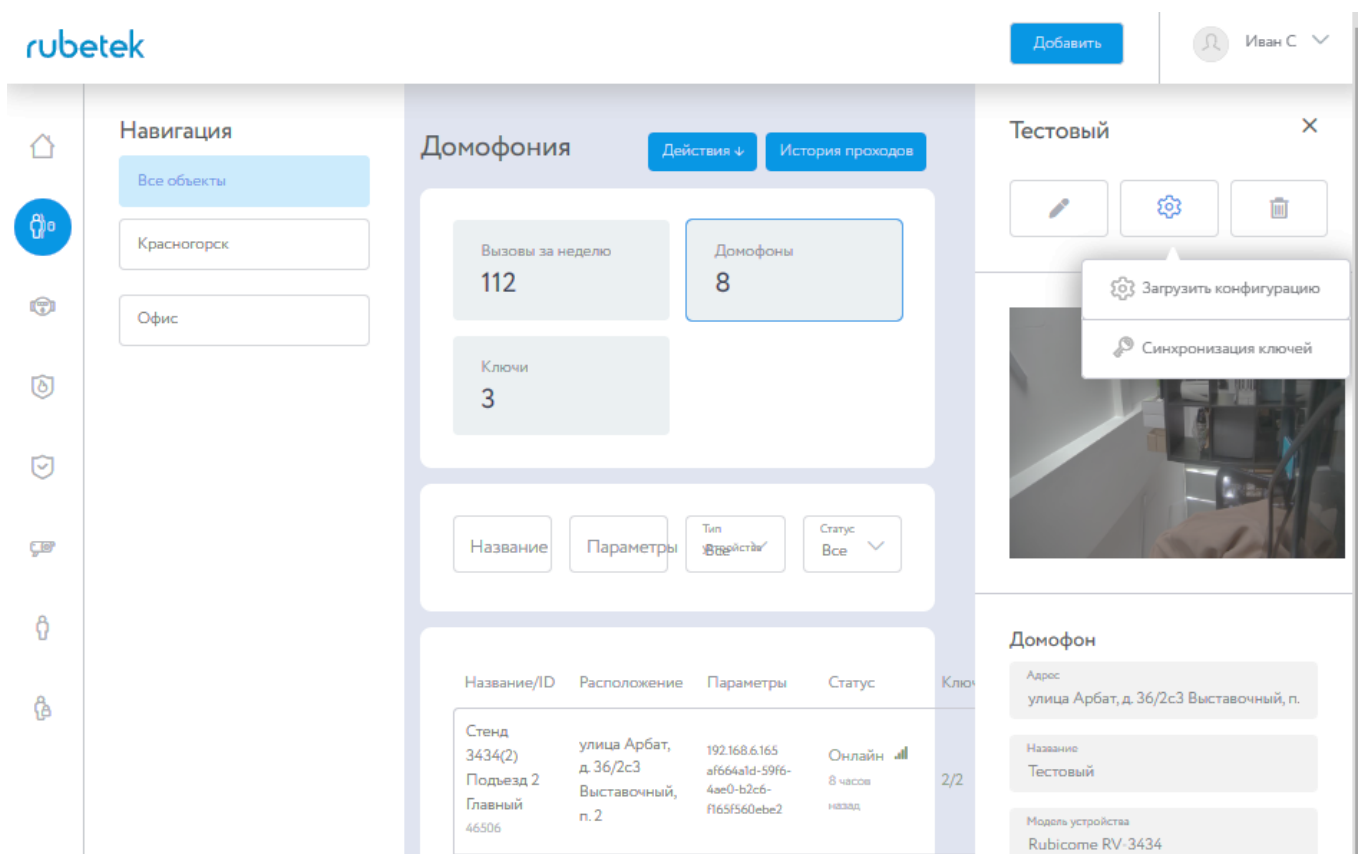 rubetek
Добавить
Иван С
Навигация
Все объекты
Красногорск
Офис
Домофония
Действия ↓
История проходов
Вызовы за неделю
112
Домофоны
8
Ключи
3
Название
Параметры
Тип
устройства
Все
Статус
Все
Название/ID Расположение Параметры Статус Ключ
Стенд
3434(2)
Подъезд 2
Главный
46506
улица Арбат,
д. 36/2с3
Выставочный,
п. 2
192.168.6.165
af664a1d-59f6-
4ae0-b2c6-
f165f560ebe2
Онлайн
8 часов
назад
2/2
Тестовый
Загрузить конфигурацию
Синхронизация ключей
Домофон
Адрес
улица Арбат, д. 36/2с3 Выставочный, п.
Название
Тестовый
Модель устройства
Rubicome RV-3434